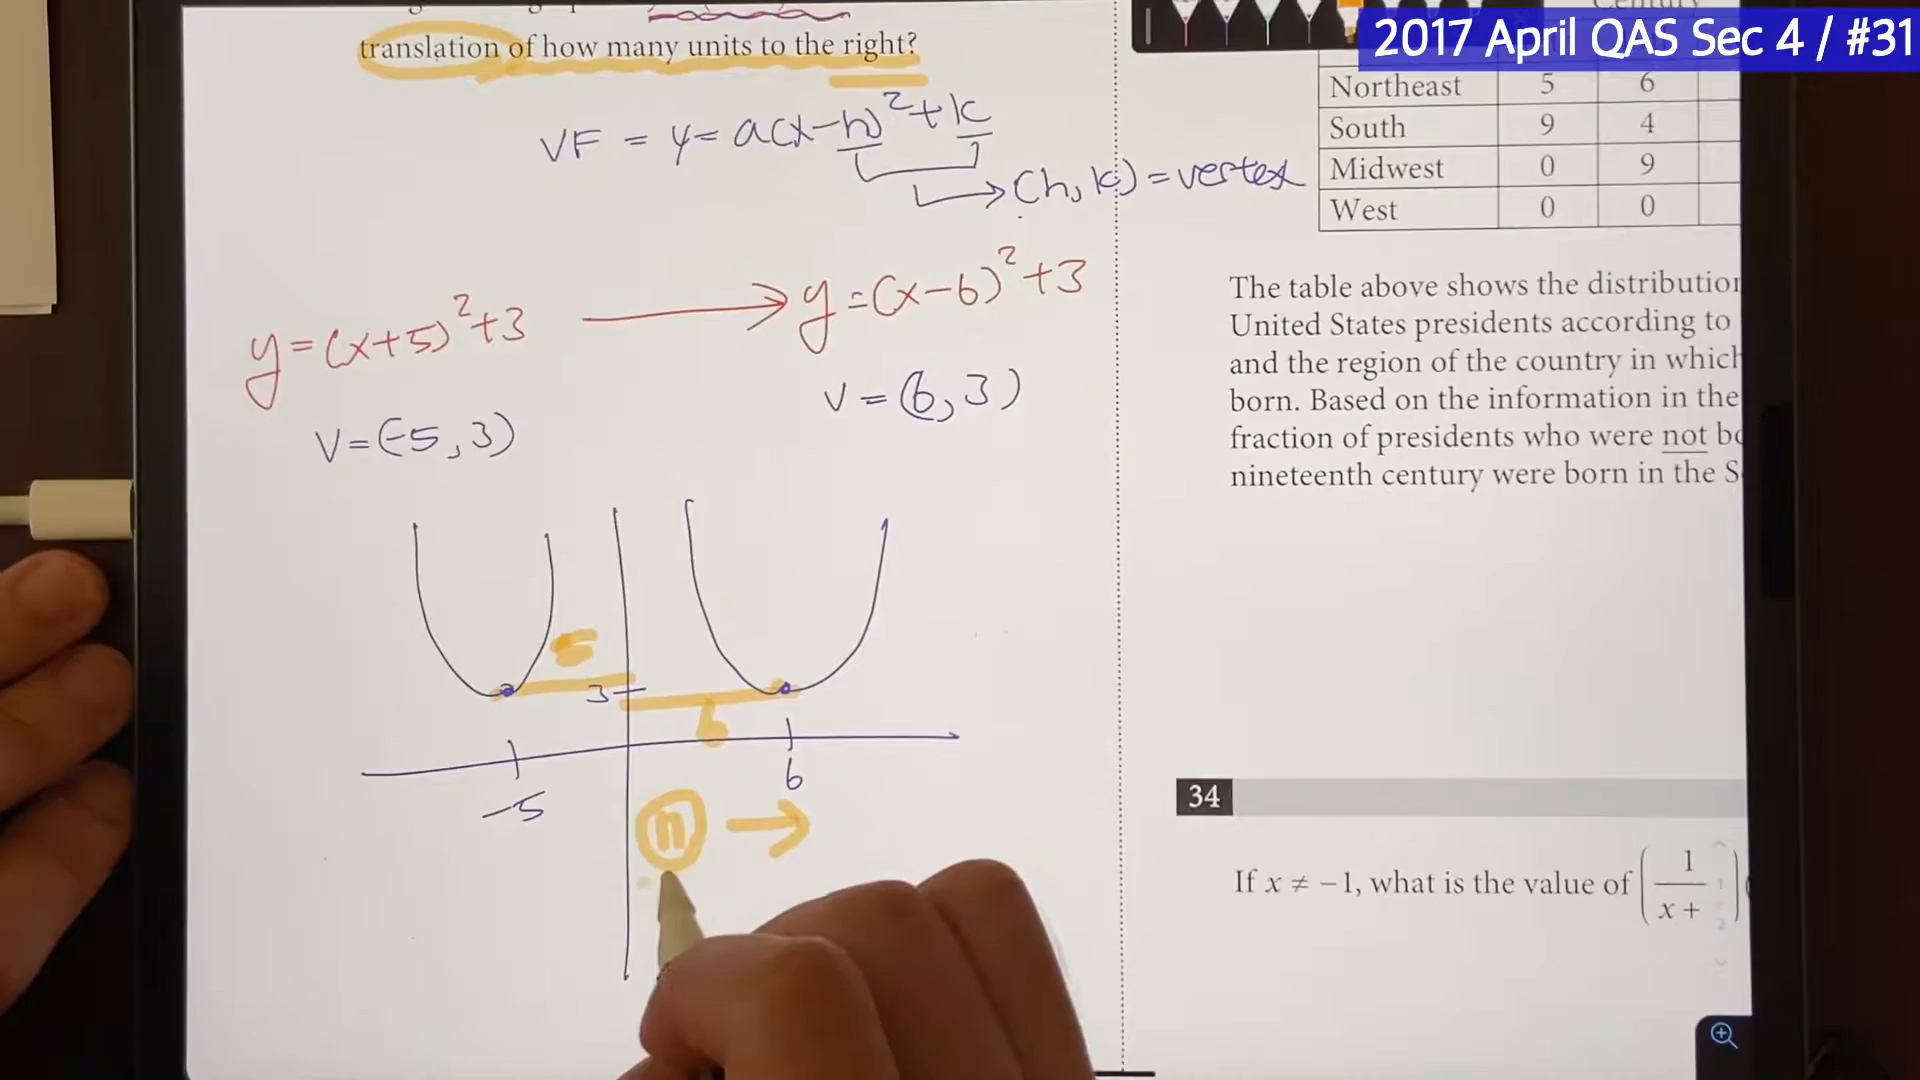 2017 April QAS Sec 4 / #31
translation of how many units to the right?
VF = y = a(x-h)²+k
(h, k) = vertex
y=(x+5)²+3
y=(x-6)²+3
V=(-5,3)
V=(6,3)
3
6
-5
6
11
Northeast 5 6
South 9 4
Midwest 0 9
West 0 0
The table above shows the
United States presidents according to
and the region of the country in which
born. Based on the information in the
fraction of presidents who were not
nineteenth century were born in the
34
If x ≠ −1, what is the value of (1/x+